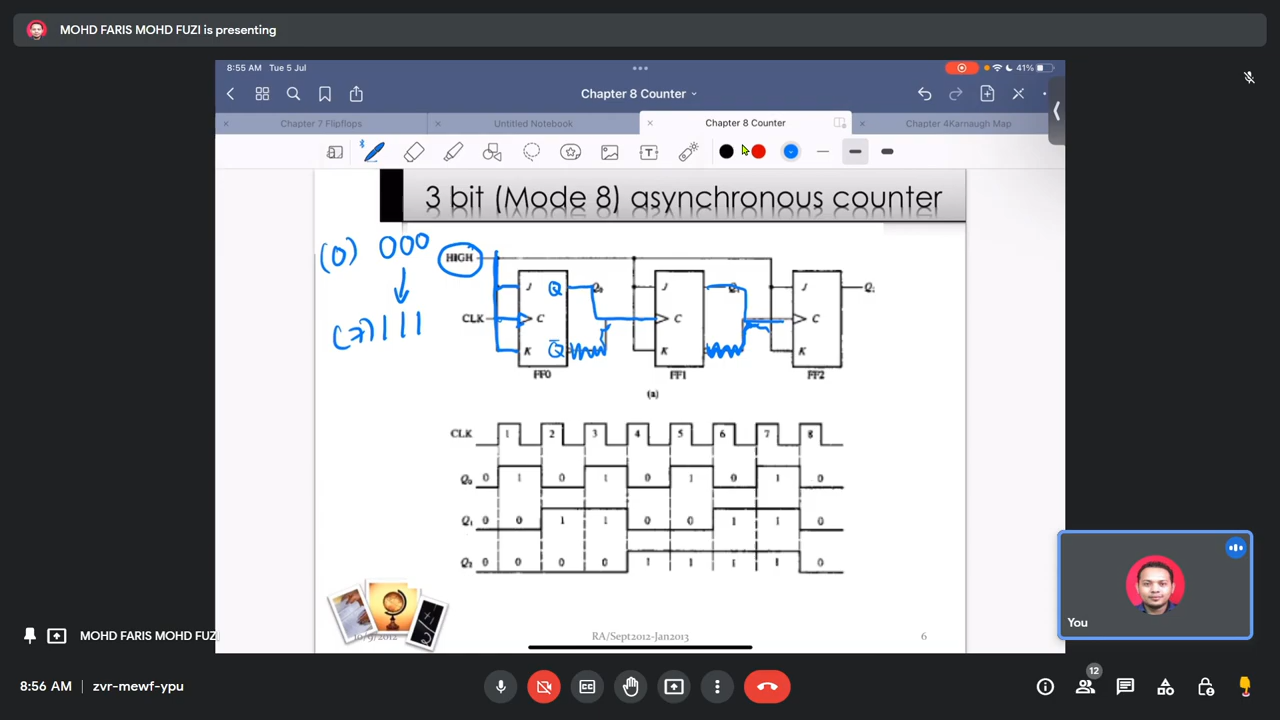 MOHD FARIS MOHD FUZI is presenting
8:55 AM Tue 5 Jul
41%
Chapter 8 Counter
Chapter 7 Flipflops
Untitled Notebook
Chapter 8 Counter
Chapter 4Karnaugh Map
3 bit (Mode 8) asynchronous counter
(0) 000
(7) 111
HIGH
J Q Q0 J Q1 J Q2
CLK C C C
K Q̅ K K
FF0 FF1 FF2
(a)
CLK 1 2 3 4 5 6 7 8
Q0 0 1 0 1 0 1 0 1 0
Q1 0 0 1 1 0 0 1 1 0
Q2 0 0 0 0 1 1 1 1 0
10/9/2012 RA/Sept2012-Jan2013 6
You
MOHD FARIS MOHD FUZI
8:56 AM zvr-mewf-ypu
12